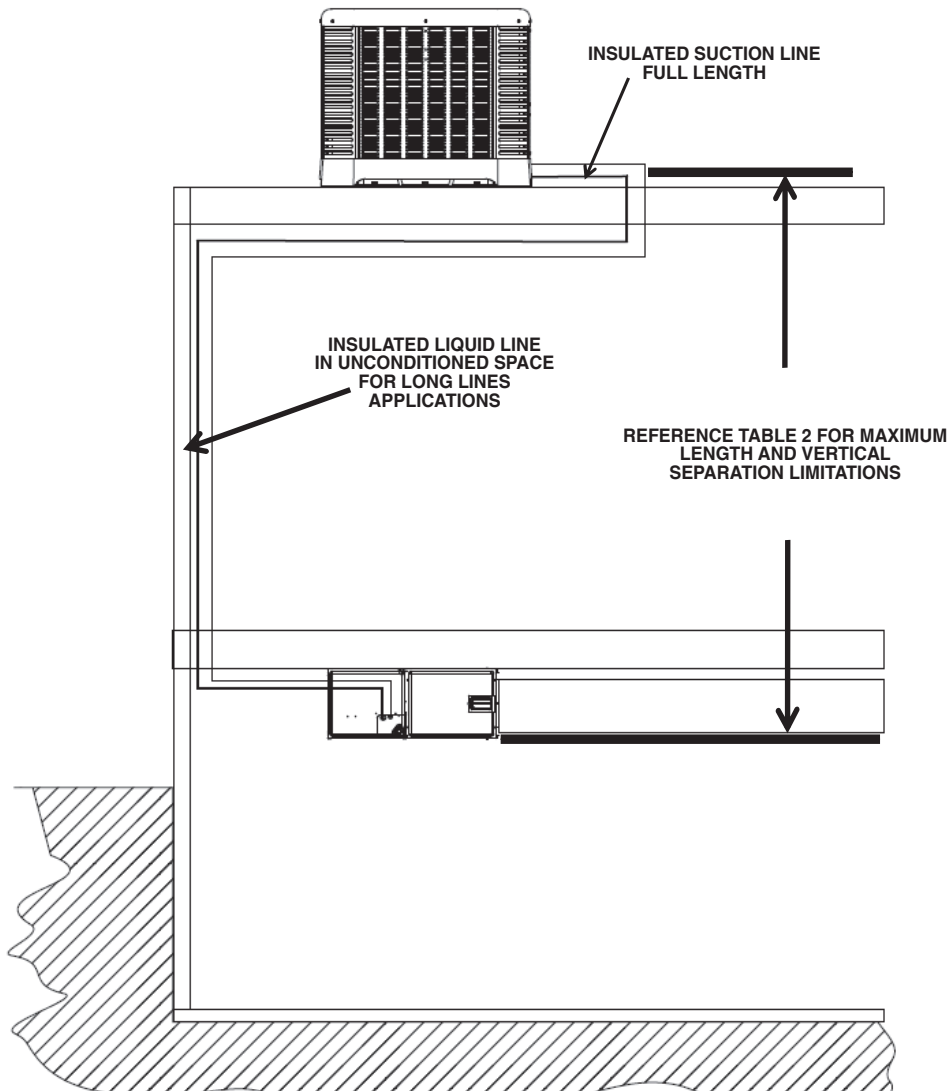 INSULATED SUCTION LINE
FULL LENGTH
INSULATED LIQUID LINE
IN UNCONDITIONED SPACE
FOR LONG LINES
APPLICATIONS
REFERENCE TABLE 2 FOR MAXIMUM
LENGTH AND VERTICAL
SEPARATION LIMITATIONS